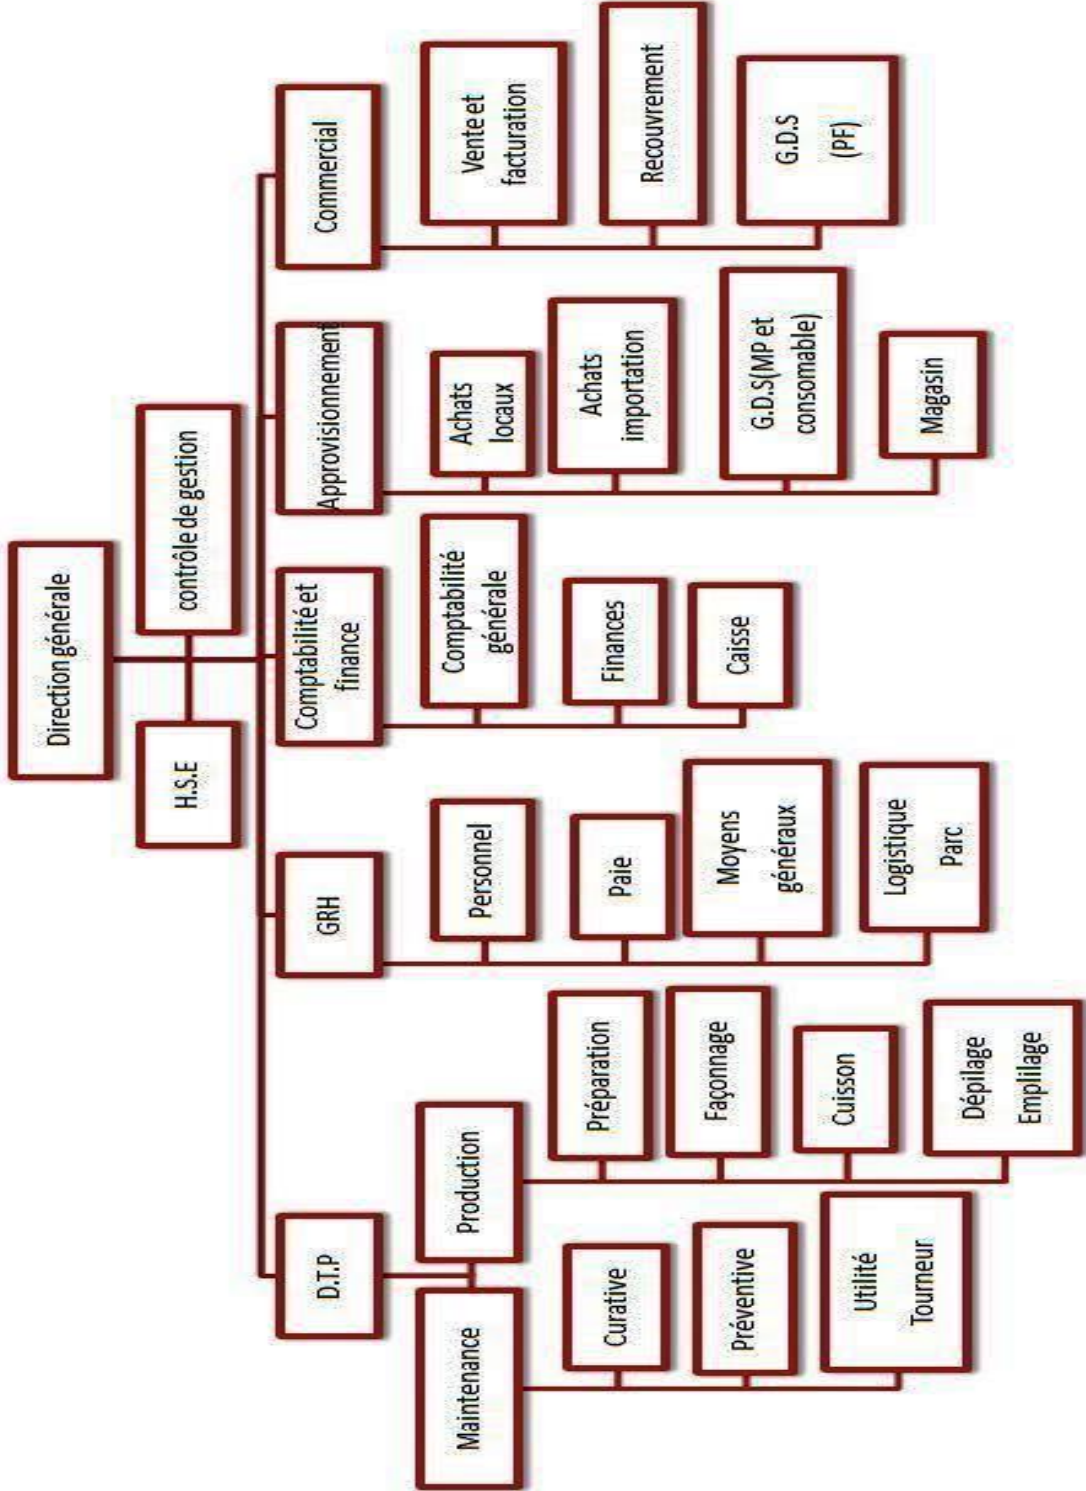 Direction générale
H.S.E
contrôle de gestion
D.T.P
GRH
Comptabilité et
finance
Approvisionnement
Commercial
Maintenance
Curative
Préventive
Utilité
Tourneur
Production
Préparation
Façonnage
Cuisson
Dépilage
Emplilage
Personnel
Paie
Moyens
généraux
Logistique
Parc
Comptabilité
générale
Finances
Caisse
Achats
locaux
Achats
importation
G.D.S(MP et
consomable)
Magasin
Vente et
facturation
Recouvrement
G.D.S
(PF)